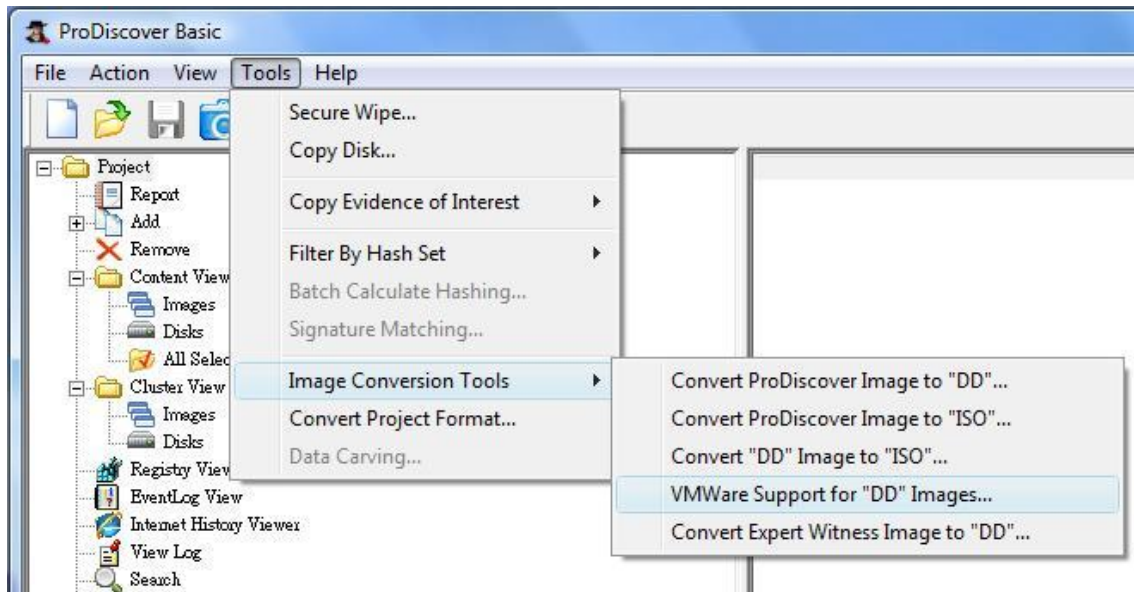 ProDiscover Basic
File Action View Tools Help
Project
Report
Add
Remove
Content View
Images
Disks
All Selec
Cluster View
Images
Disks
Registry View
EventLog View
Internet History Viewer
View Log
Search
Secure Wipe...
Copy Disk...
Copy Evidence of Interest
Filter By Hash Set
Batch Calculate Hashing...
Signature Matching...
Image Conversion Tools
Convert Project Format...
Data Carving...
Convert ProDiscover Image to "DD"...
Convert ProDiscover Image to "ISO"...
Convert "DD" Image to "ISO"...
VMWare Support for "DD" Images...
Convert Expert Witness Image to "DD"...